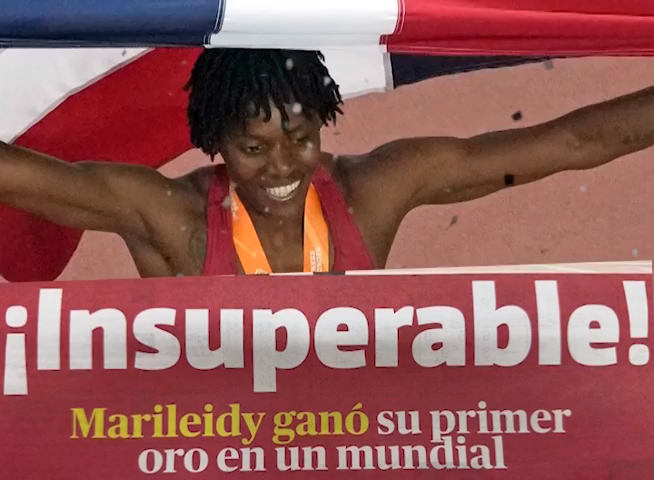 ¡Insuperable!
Marileidy ganó su primer
oro en un mundial